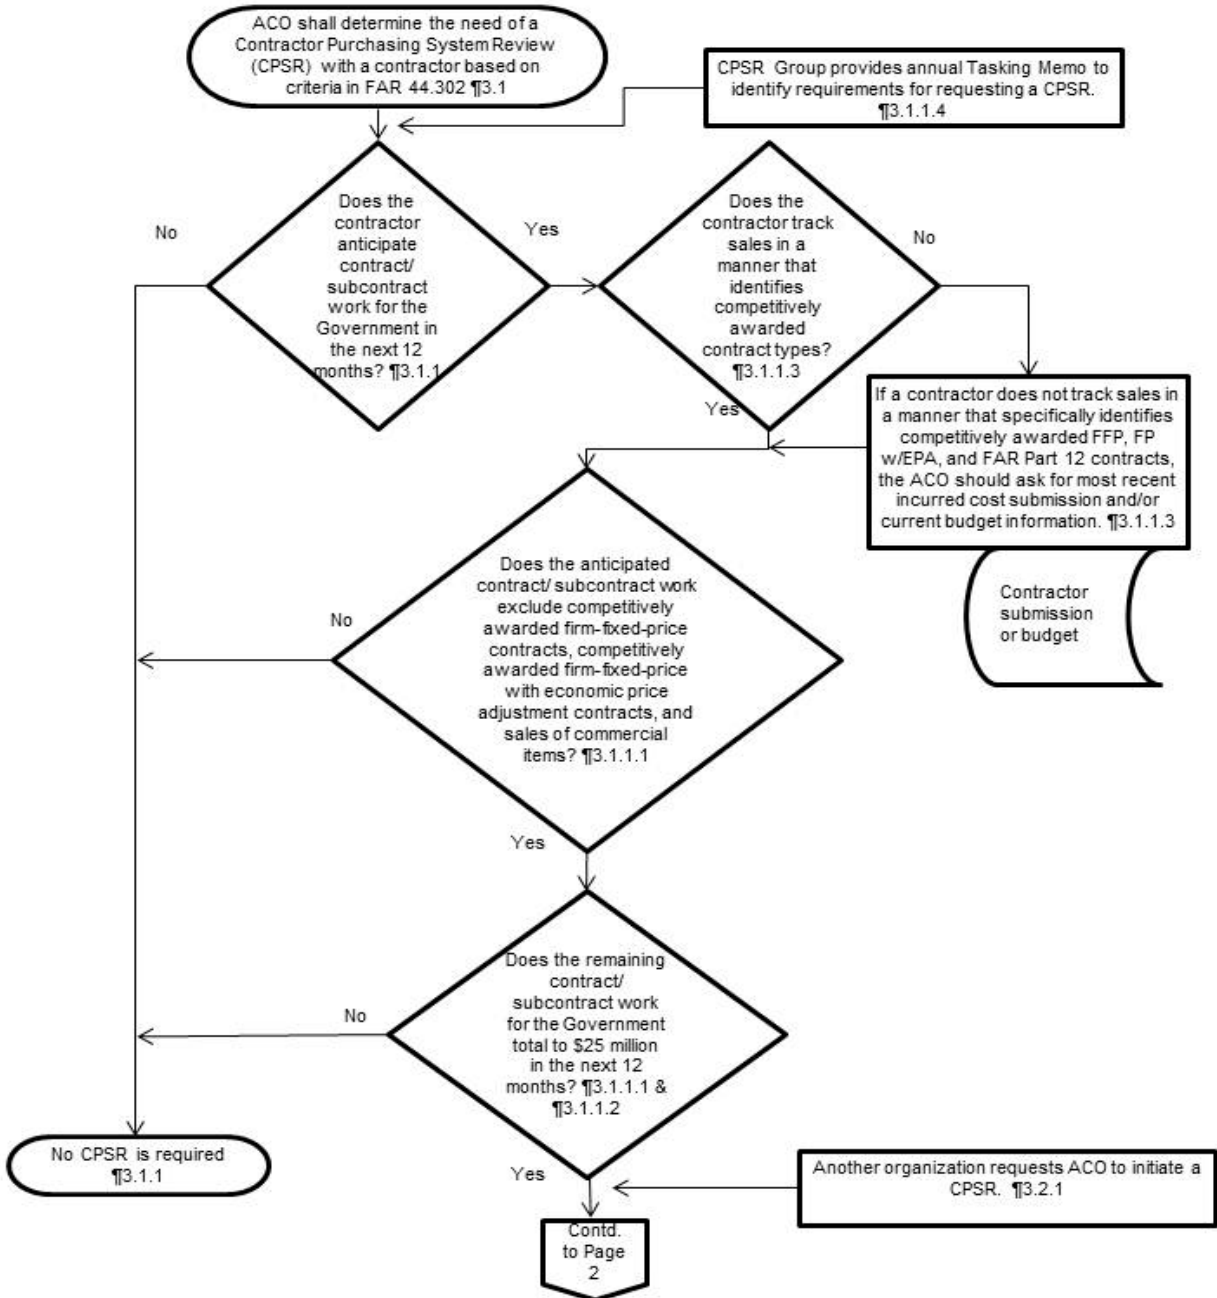 ACO shall determine the need of a
Contractor Purchasing System Review
(CPSR) with a contractor based on
criteria in FAR 44.302 ¶3.1
CPSR Group provides annual Tasking Memo to
identify requirements for requesting a CPSR.
¶3.1.1.4
No
Does the
contractor
anticipate
contract/
subcontract
work for the
Government in
the next 12
months? ¶3.1.1
Yes
Does the
contractor track
sales in a
manner that
identifies
competitively
awarded
contract types?
¶3.1.1.3
No
Yes
If a contractor does not track sales in
a manner that specifically identifies
competitively awarded FFP, FP
w/EPA, and FAR Part 12 contracts,
the ACO should ask for most recent
incurred cost submission and/or
current budget information. ¶3.1.1.3
Contractor
submission
or budget
No
Does the anticipated
contract/ subcontract work
exclude competitively
awarded firm-fixed-price
contracts, competitively
awarded firm-fixed-price
with economic price
adjustment contracts, and
sales of commercial
items? ¶3.1.1.1
Yes
No
Does the remaining
contract/
subcontract work
for the Government
total to $25 million
in the next 12
months? ¶3.1.1.1 &
¶3.1.1.2
Yes
No CPSR is required
¶3.1.1
Another organization requests ACO to initiate a
CPSR. ¶3.2.1
Contd.
to Page
2